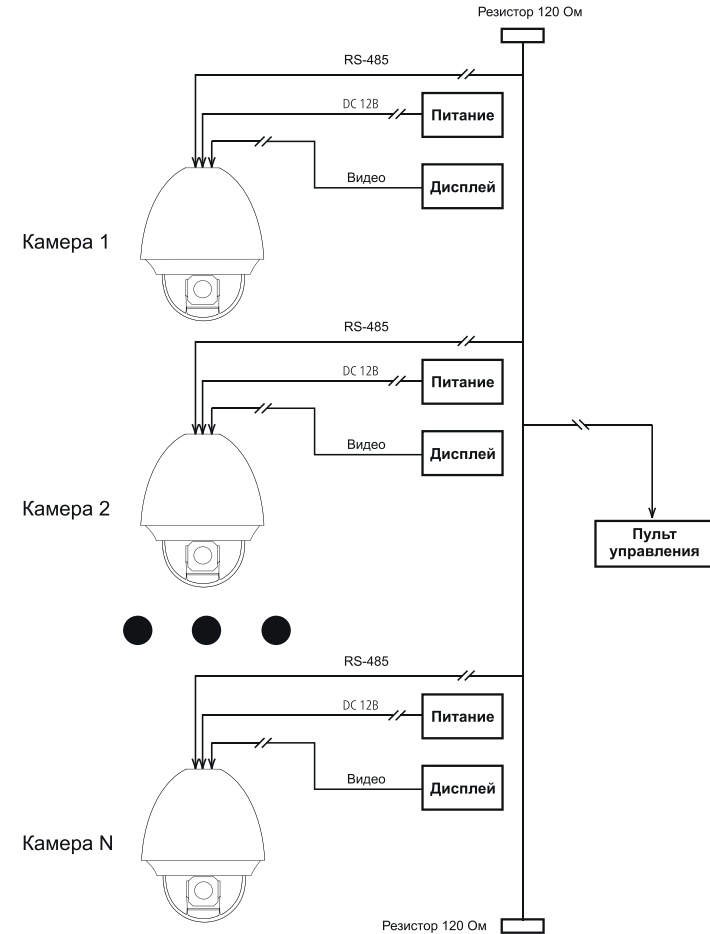 Резистор 120 Ом
RS-485
DC 12В
Питание
Видео
Дисплей
Камера 1
RS-485
DC 12В
Питание
Видео
Дисплей
Камера 2
Пульт
управления
RS-485
DC 12В
Питание
Видео
Дисплей
Камера N
Резистор 120 Ом